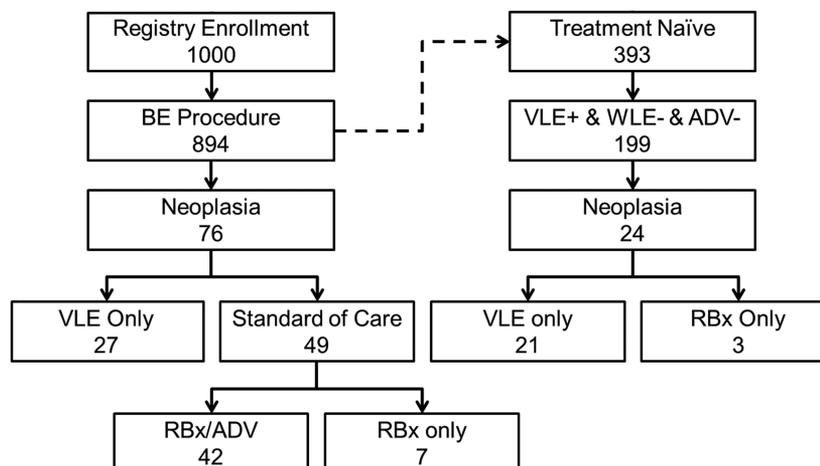 Registry Enrollment
1000
BE Procedure
894
Neoplasia
76
VLE Only
27
Standard of Care
49
RBx/ADV
42
RBx only
7
Treatment Naïve
393
VLE+ & WLE- & ADV-
199
Neoplasia
24
VLE only
21
RBx Only
3